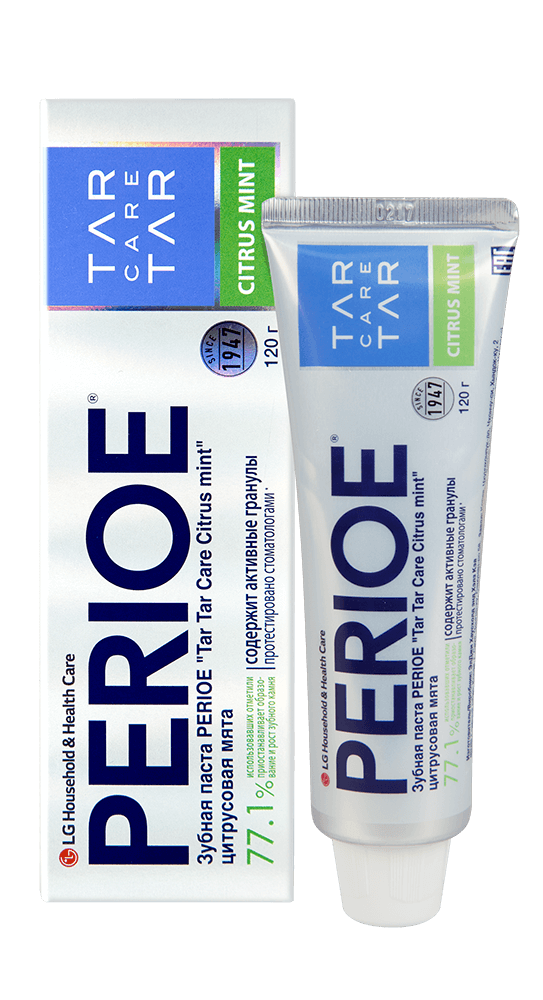 TAR
CARE
TAR
CITRUS MINT
SINCE
1947
120 г
PERIOE®
LG Household & Health Care
Зубная паста PERIOE "Tar Tar Care Citrus mint"
цитрусовая мята
77.1%
использовавших отметили
приостанавливает образо-
вание и рост зубного камня
содержит активные гранулы
протестировано стоматологами
0217
TAR
CARE
TAR
CITRUS MINT
EAC
SINCE
1947
120 г
PERIOE®
LG Household & Health Care
Зубная паста PERIOE "Tar Tar Care Citrus mint"
цитрусовая мята
77.1%
содержит активные гранулы
протестировано стоматологами